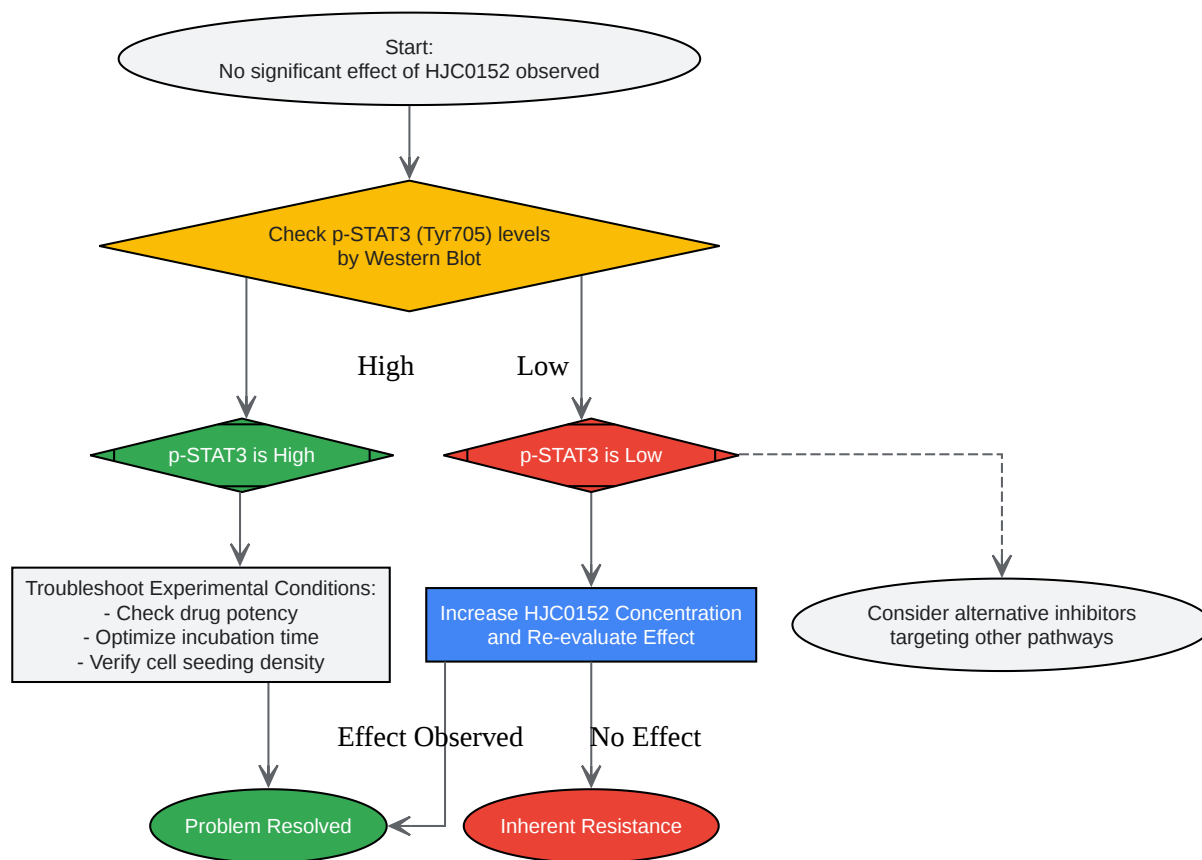 Start:
No significant effect of HJC0152 observed
Check p-STAT3 (Tyr705) levels
by Western Blot
High
Low
p-STAT3 is High
p-STAT3 is Low
Troubleshoot Experimental Conditions:
- Check drug potency
- Optimize incubation time
- Verify cell seeding density
Increase HJC0152 Concentration
and Re-evaluate Effect
Consider alternative inhibitors
targeting other pathways
Effect Observed
No Effect
Problem Resolved
Inherent Resistance